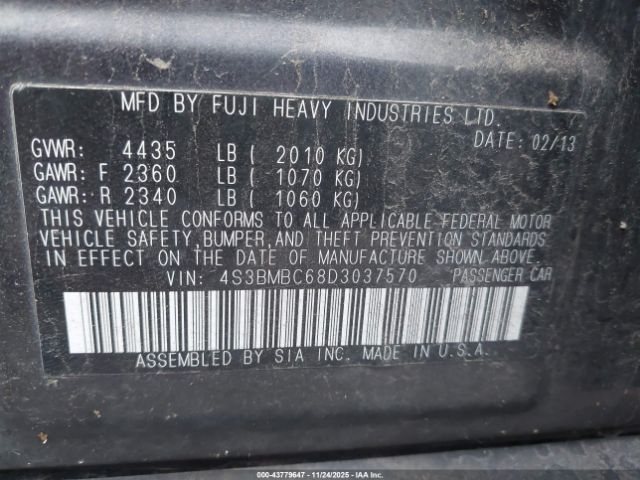 MFD BY FUJI HEAVY INDUSTRIES LTD.
DATE: 02/13
GVWR: 4435 LB ( 2010 KG)
GAWR: F 2360 LB ( 1070 KG)
GAWR: R 2340 LB ( 1060 KG)
THIS VEHICLE CONFORMS TO ALL APPLICABLE FEDERAL MOTOR
VEHICLE SAFETY,BUMPER,AND THEFT PREVENTION STANDARDS
IN EFFECT ON THE DATE OF MANUFACTURE SHOWN ABOVE.
VIN: 4S3BMBC68D3037570 PASSENGER CAR
ASSEMBLED BY SIA INC. MADE IN U.S.A.
000-43779647 - 11/24/2025 - IAAI.COM